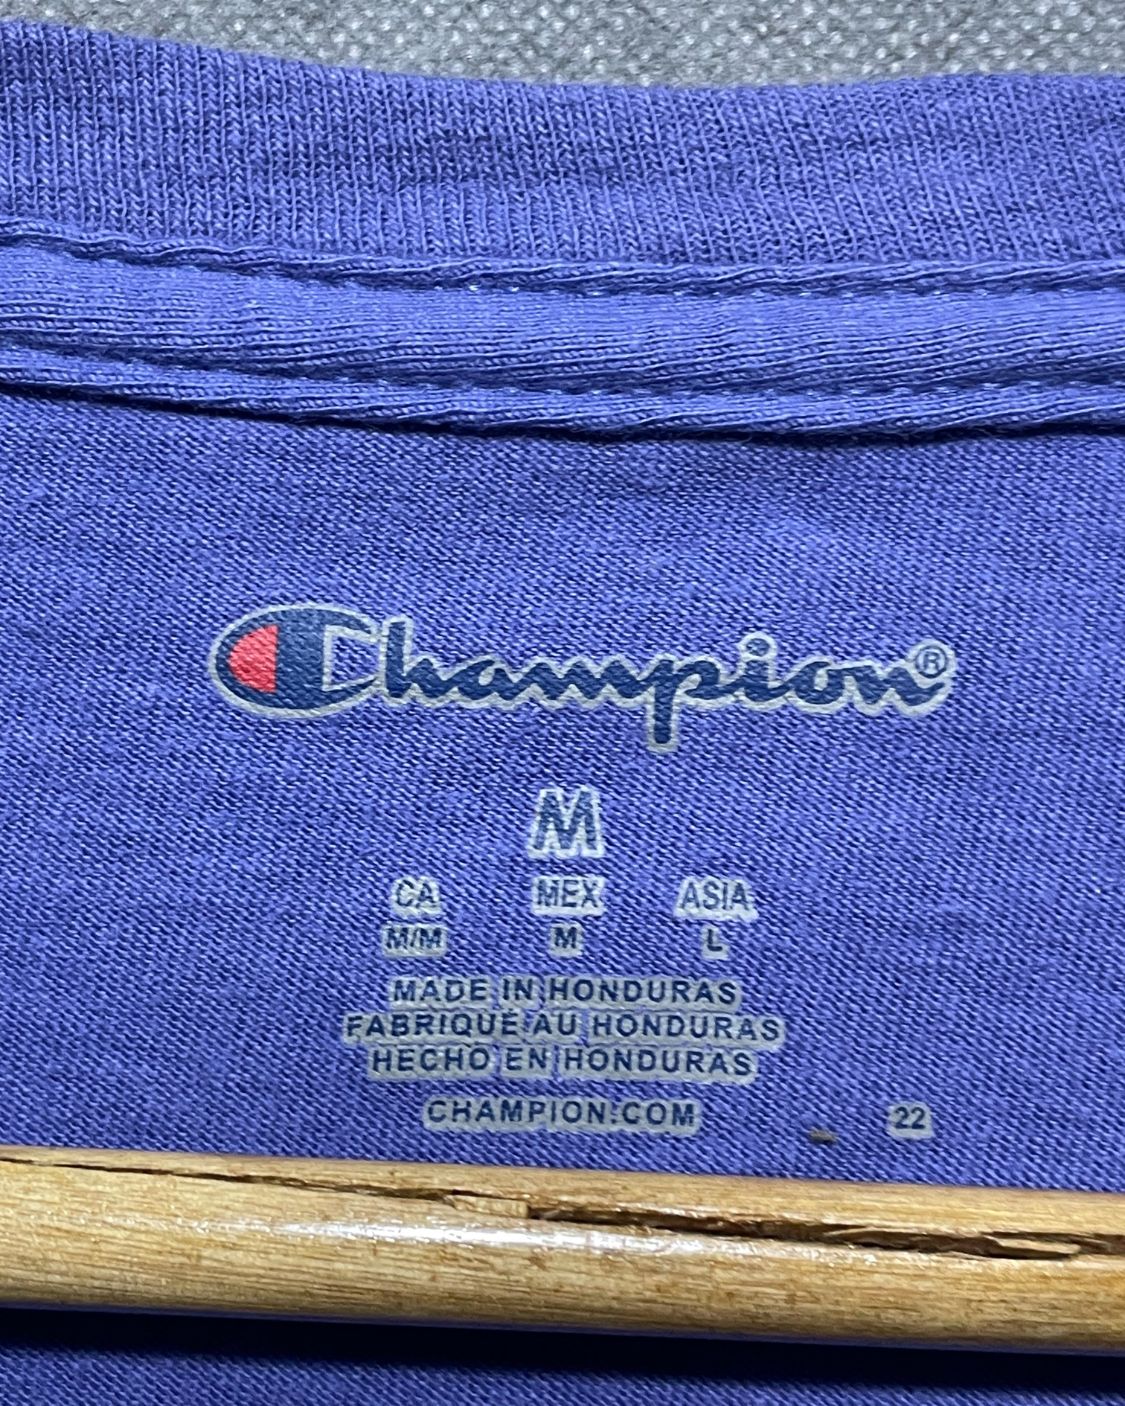 Champion®
M
CA MEX ASIA
M/M M L
MADE IN HONDURAS
FABRIQUÉ AU HONDURAS
HECHO EN HONDURAS
CHAMPION.COM 22